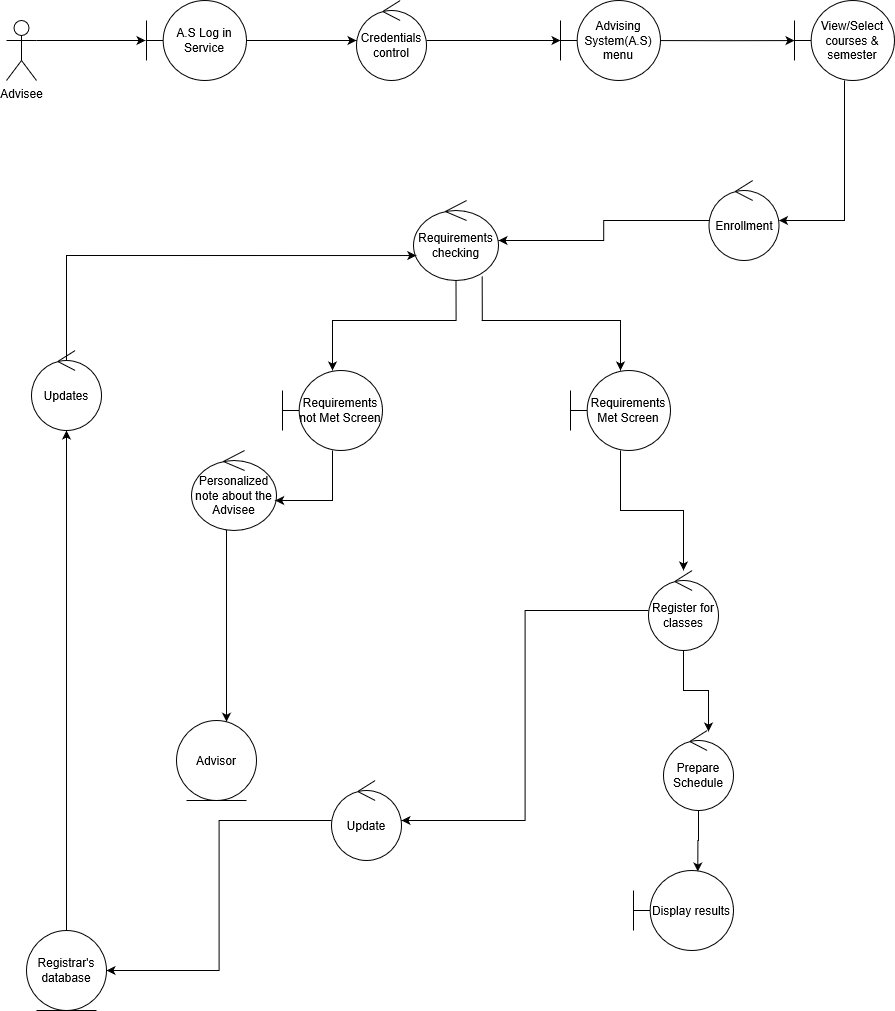 A.S Log in
Service
Credentials
control
Advising
System(A.S)
menu
View/Select
courses &
semester
Advisee
Enrollment
Requirements
checking
Updates
Requirements
not Met Screen
Requirements
Met Screen
Personalized
note about the
Advisee
Register for
classes
Advisor
Prepare
Schedule
Update
Display results
Registrar's
database